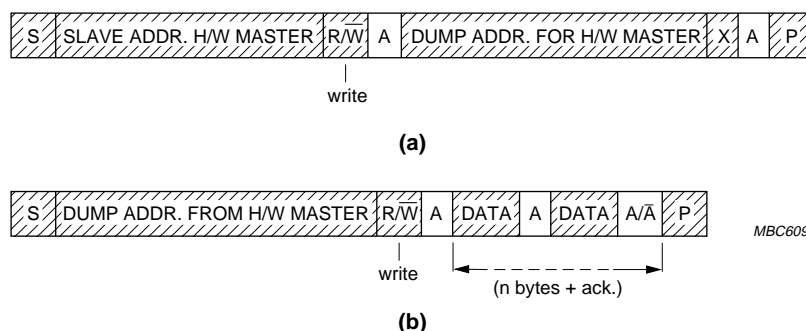 S SLAVE ADDR. H/W MASTER R/W̅ A DUMP ADDR. FOR H/W MASTER X A P
write
(a)
S DUMP ADDR. FROM H/W MASTER R/W̅ A DATA A DATA A/A̅ P
MBC609
write
(n bytes + ack.)
(b)